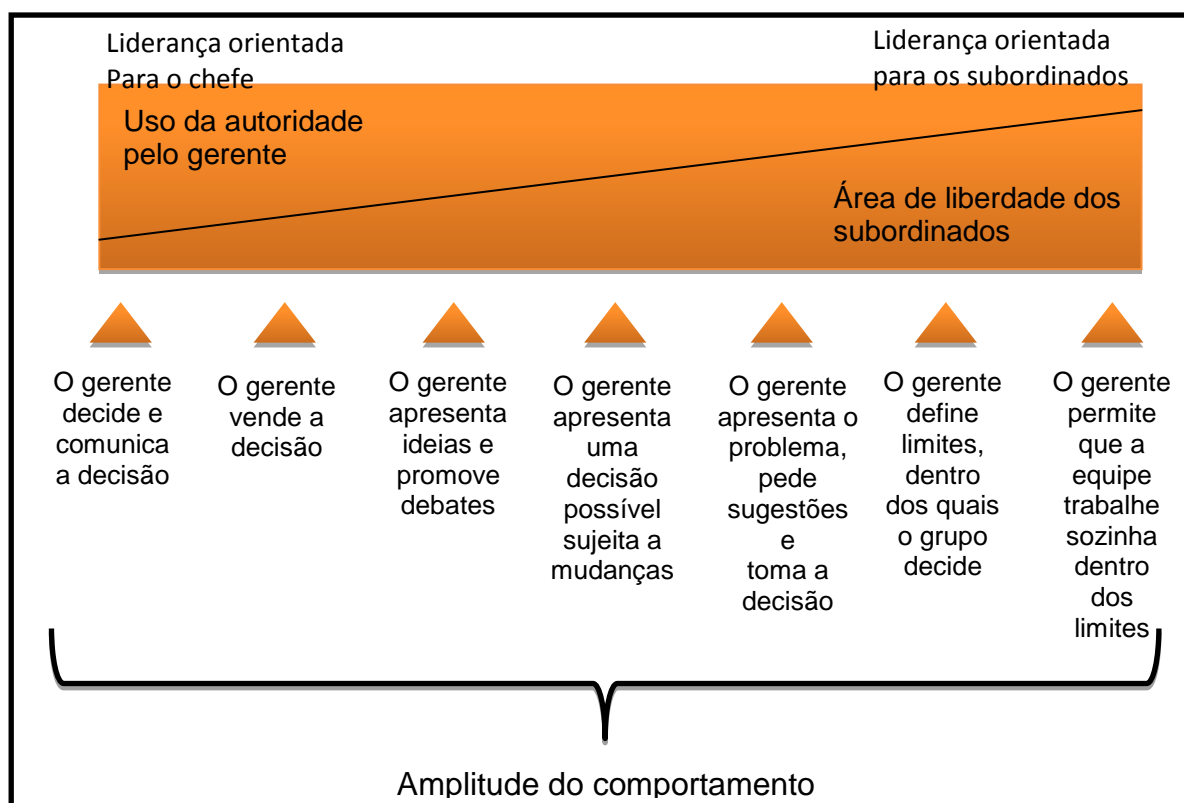 Liderança orientada
Para o chefe
Liderança orientada
para os subordinados
Uso da autoridade
pelo gerente
Área de liberdade dos
subordinados
O gerente
decide e
comunica
a decisão
O gerente
vende a
decisão
O gerente
apresenta
ideias e
promove
debates
O gerente
apresenta
uma
decisão
possível
sujeita a
mudanças
O gerente
apresenta o
problema,
pede
sugestões
e
toma a
decisão
O gerente
define
limites,
dentro
dos quais
o grupo
decide
O gerente
permite
que a
equipe
trabalhe
sozinha
dentro
dos
limites
Amplitude do comportamento